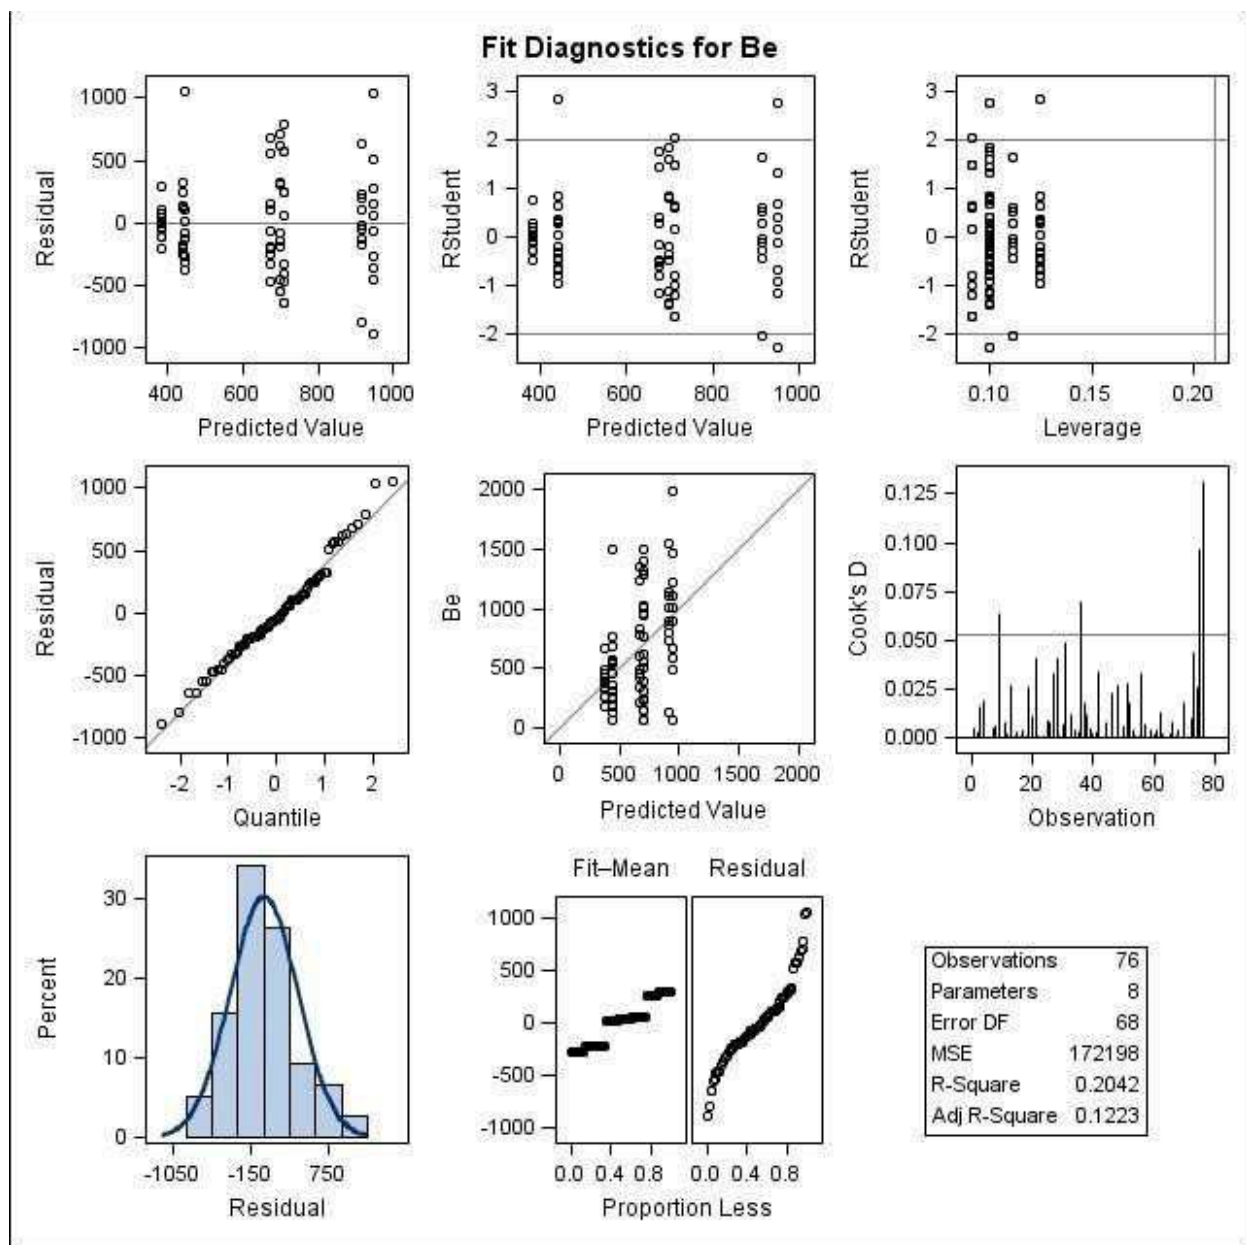 Fit Diagnostics for Be
1000
500
0
-500
-1000
Residual
400 600 800 1000
Predicted Value
3
2
1
0
-1
-2
RStudent
400 600 800 1000
Predicted Value
3
2
1
0
-1
-2
RStudent
0.10 0.15 0.20
Leverage
1000
500
0
-500
-1000
Residual
-2 -1 0 1 2
Quantile
2000
1500
1000
500
0
Be
0 500 1000 1500 2000
Predicted Value
0.125
0.100
0.075
0.050
0.025
0.000
Cook's D
0 20 40 60 80
Observation
30
20
10
0
Percent
-1050 -150 750
Residual
Fit–Mean Residual
1000
500
0
-500
-1000
0.0 0.4 0.8 0.0 0.4 0.8
Proportion Less
Observations 76
Parameters 8
Error DF 68
MSE 172198
R-Square 0.2042
Adj R-Square 0.1223